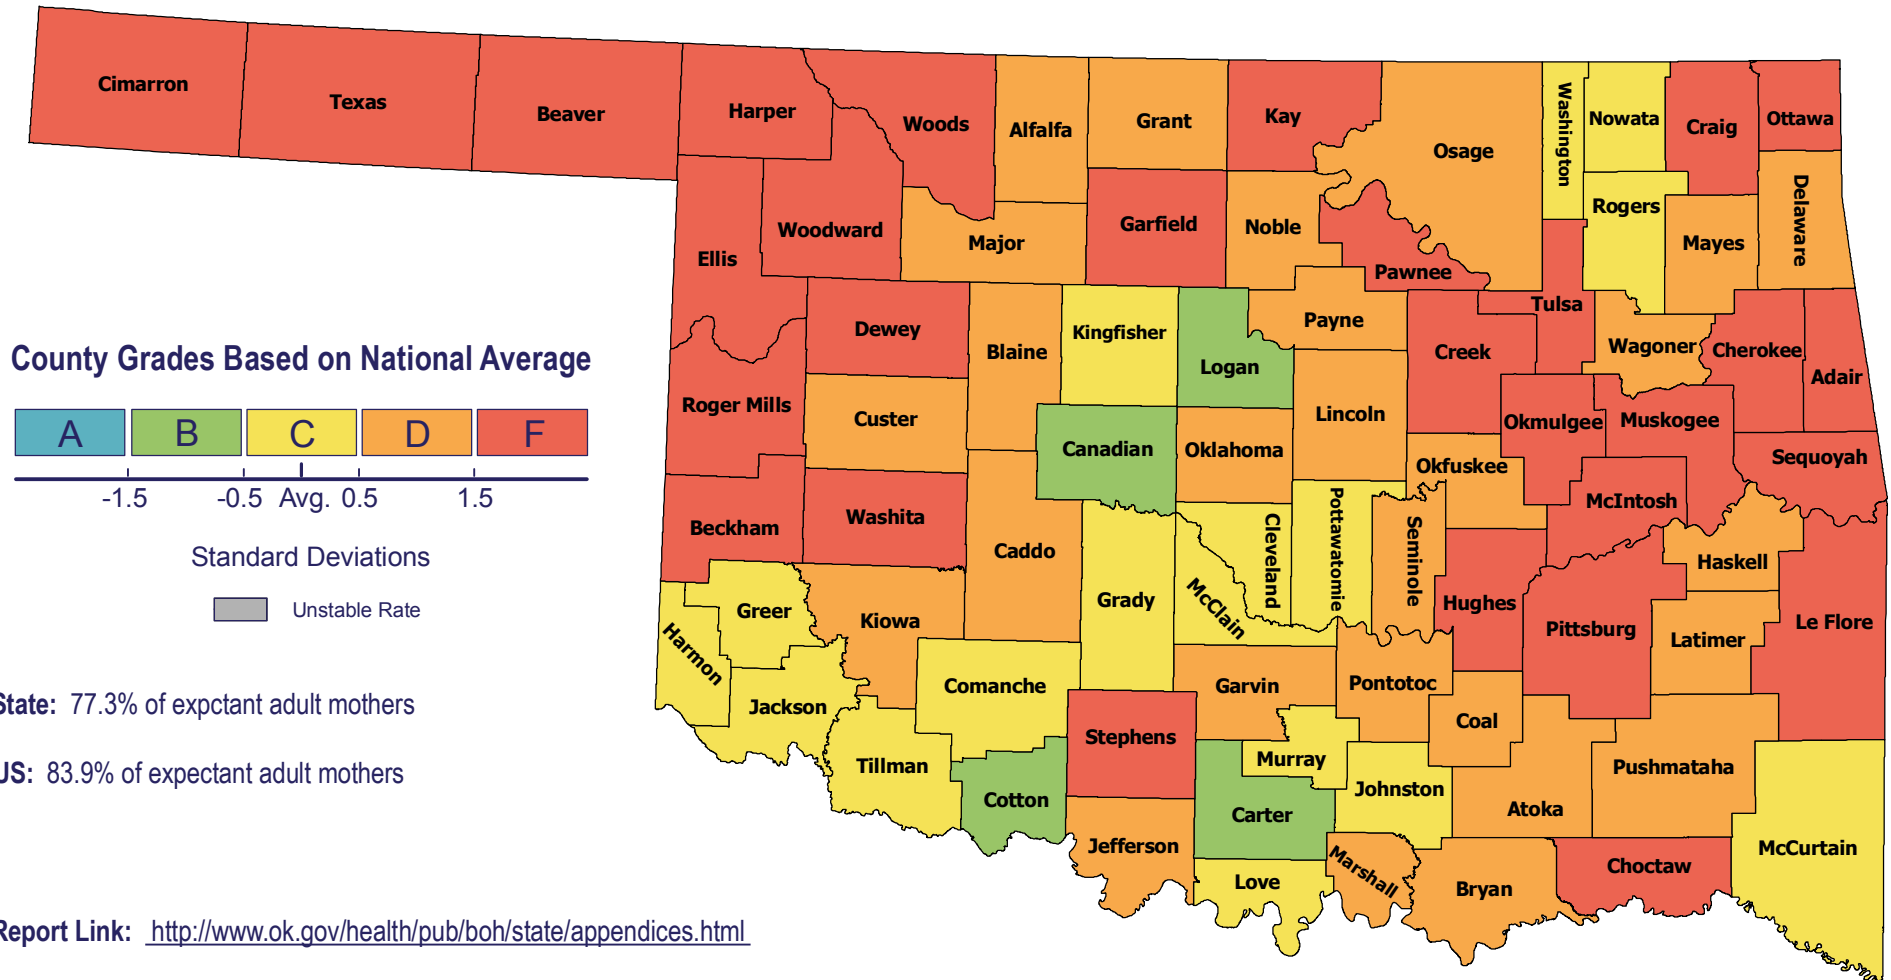 Cimarron
Texas
Beaver
Harper
Woods
Alfalfa
Grant
Kay
Osage
Washington
Nowata
Craig
Ottawa
Ellis
Woodward
Major
Garfield
Noble
Pawnee
Rogers
Mayes
Delaware
Tulsa
Dewey
Blaine
Kingfisher
Logan
Payne
Creek
Wagoner
Cherokee
Adair
County Grades Based on National Average
A B C D F
-1.5 -0.5 Avg. 0.5 1.5
Standard Deviations
Unstable Rate
Roger Mills
Custer
Canadian
Oklahoma
Lincoln
Okfuskee
Okmulgee
Muskogee
Sequoyah
McIntosh
Beckham
Washita
Caddo
Grady
McClain
Cleveland
Pottawatomie
Seminole
Hughes
Pittsburg
Haskell
Latimer
Le Flore
Harmon
Greer
Kiowa
Jackson
Comanche
Tillman
Cotton
Stephens
Garvin
Pontotoc
Coal
Murray
Johnston
Atoka
Pushmataha
Carter
Jefferson
Love
Marshall
Bryan
Choctaw
McCurtain
State: 77.3% of expctant adult mothers
US: 83.9% of expectant adult mothers
Report Link: http://www.ok.gov/health/pub/boh/state/appendices.html